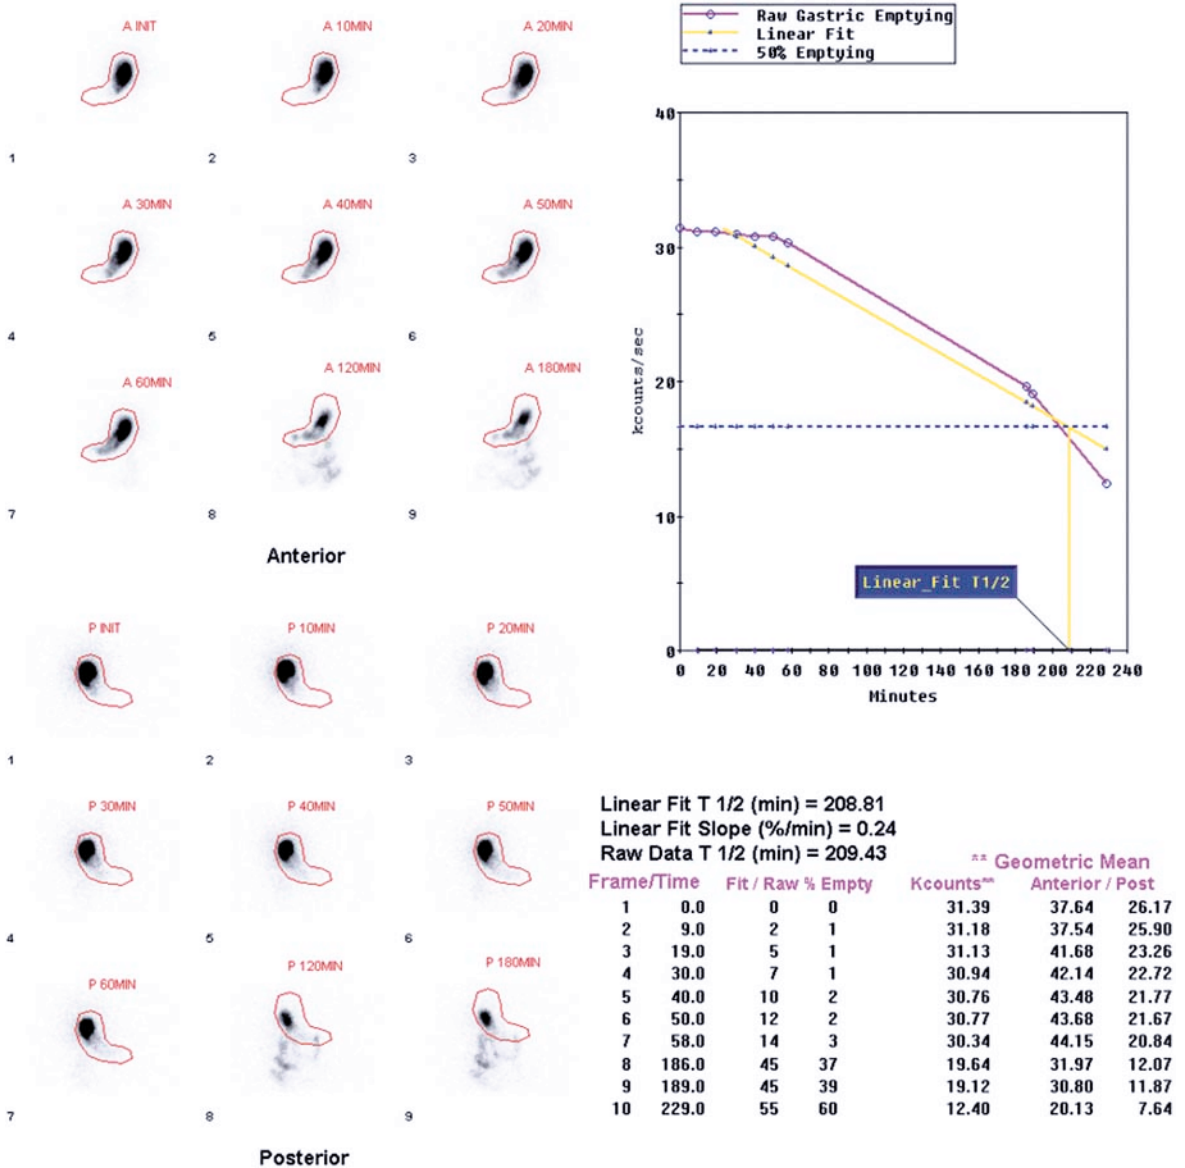 A INIT A 10MIN A 20MIN
1 2 3
A 30MIN A 40MIN A 50MIN
4 5 6
A 60MIN A 120MIN A 180MIN
7 8 9
Anterior
P INIT P 10MIN P 20MIN
1 2 3
P 30MIN P 40MIN P 50MIN
4 5 6
P 60MIN P 120MIN P 180MIN
7 8 9
Posterior
Raw Gastric Emptying
Linear Fit
50% Emptying
40
30
20
10
0
kcounts/sec
Linear_Fit T1/2
0 20 40 60 80 100 120 140 160 180 200 220 240
Minutes
Linear Fit T 1/2 (min) = 208.81
Linear Fit Slope (%/min) = 0.24
Raw Data T 1/2 (min) = 209.43
** Geometric Mean
Frame/Time Fit / Raw % Empty Kcounts** Anterior / Post
1 0.0 0 0 31.39 37.64 26.17
2 9.0 2 1 31.18 37.54 25.90
3 19.0 5 1 31.13 41.68 23.26
4 30.0 7 1 30.94 42.14 22.72
5 40.0 10 2 30.76 43.48 21.77
6 50.0 12 2 30.77 43.68 21.67
7 58.0 14 3 30.34 44.15 20.84
8 186.0 45 37 19.64 31.97 12.07
9 189.0 45 39 19.12 30.80 11.87
10 229.0 55 60 12.40 20.13 7.64